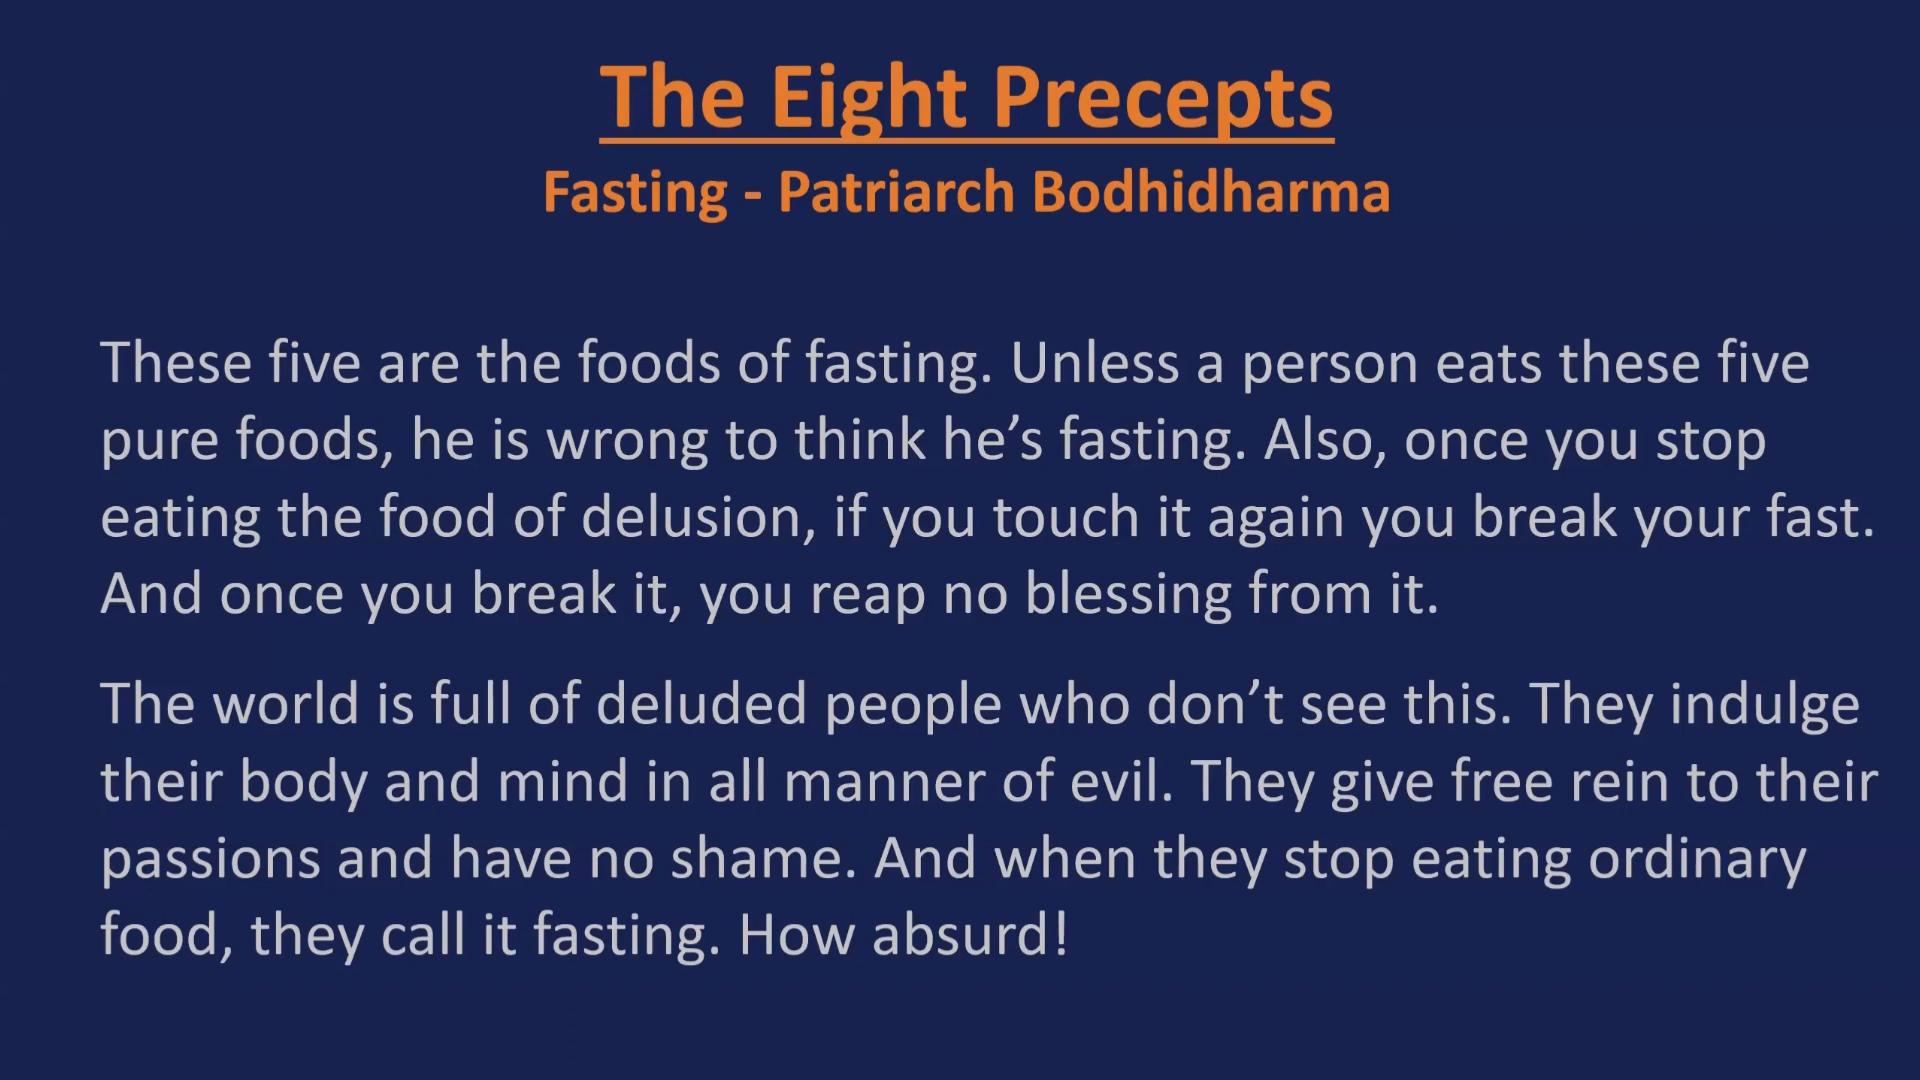 The Eight Precepts
Fasting - Patriarch Bodhidharma
These five are the foods of fasting. Unless a person eats these five
pure foods, he is wrong to think he’s fasting. Also, once you stop
eating the food of delusion, if you touch it again you break your fast.
And once you break it, you reap no blessing from it.
The world is full of deluded people who don’t see this. They indulge
their body and mind in all manner of evil. They give free rein to their
passions and have no shame. And when they stop eating ordinary
food, they call it fasting. How absurd!